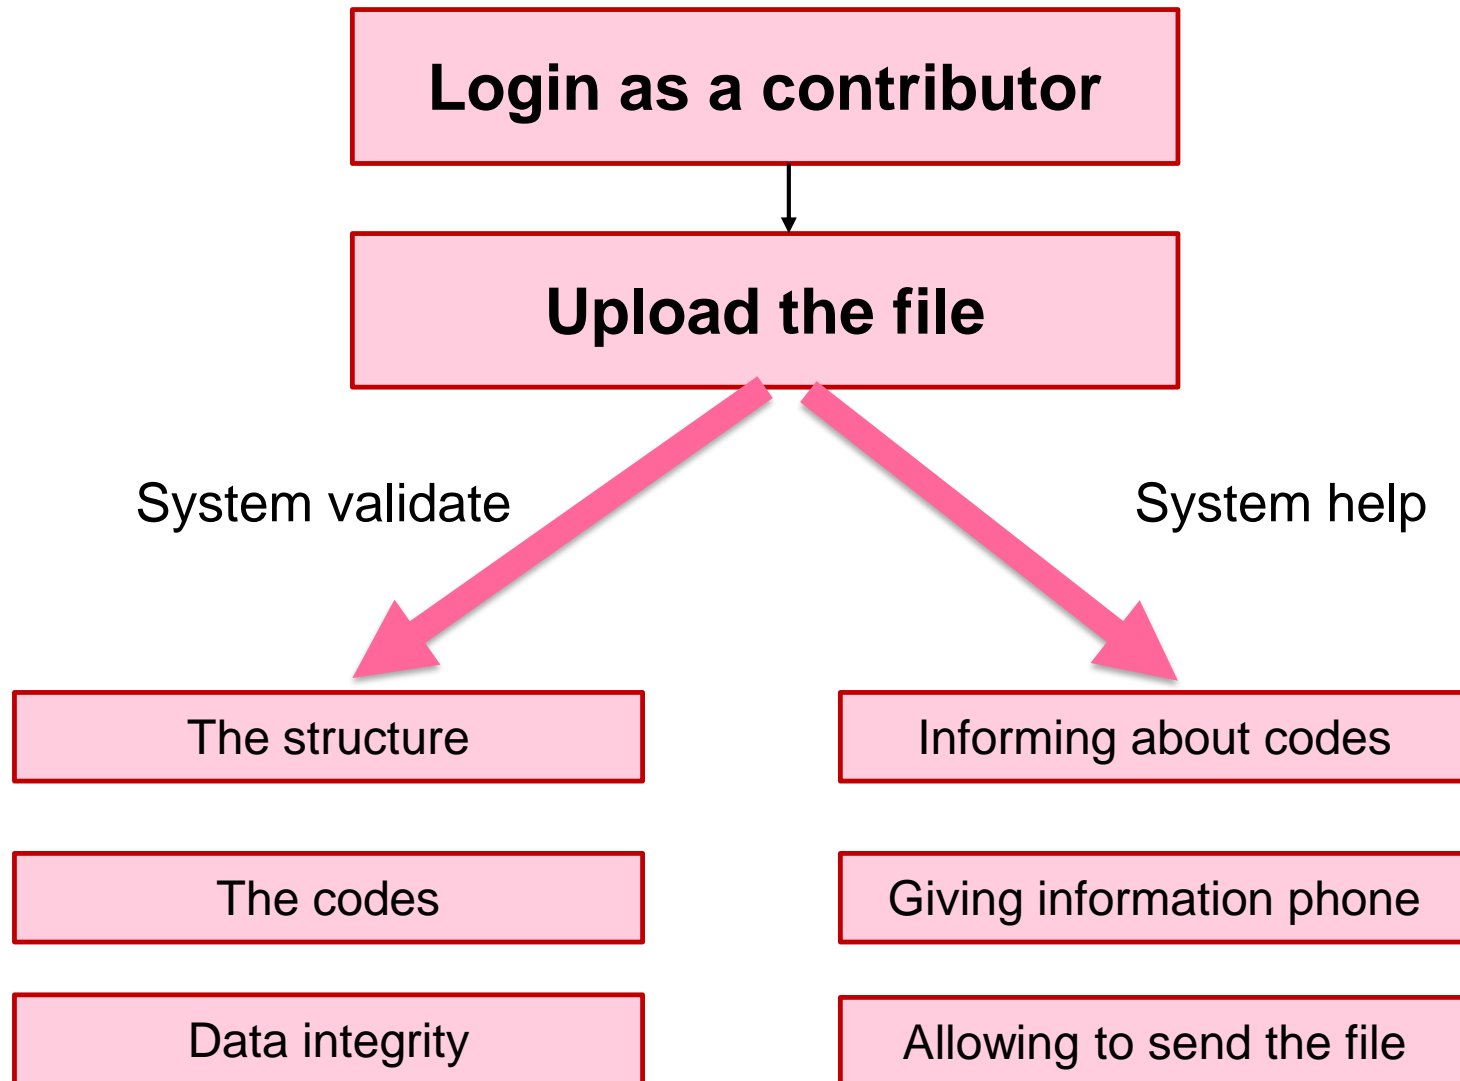 Login as a contributor
Upload the file
System validate
System help
The structure
Informing about codes
The codes
Giving information phone
Data integrity
Allowing to send the file